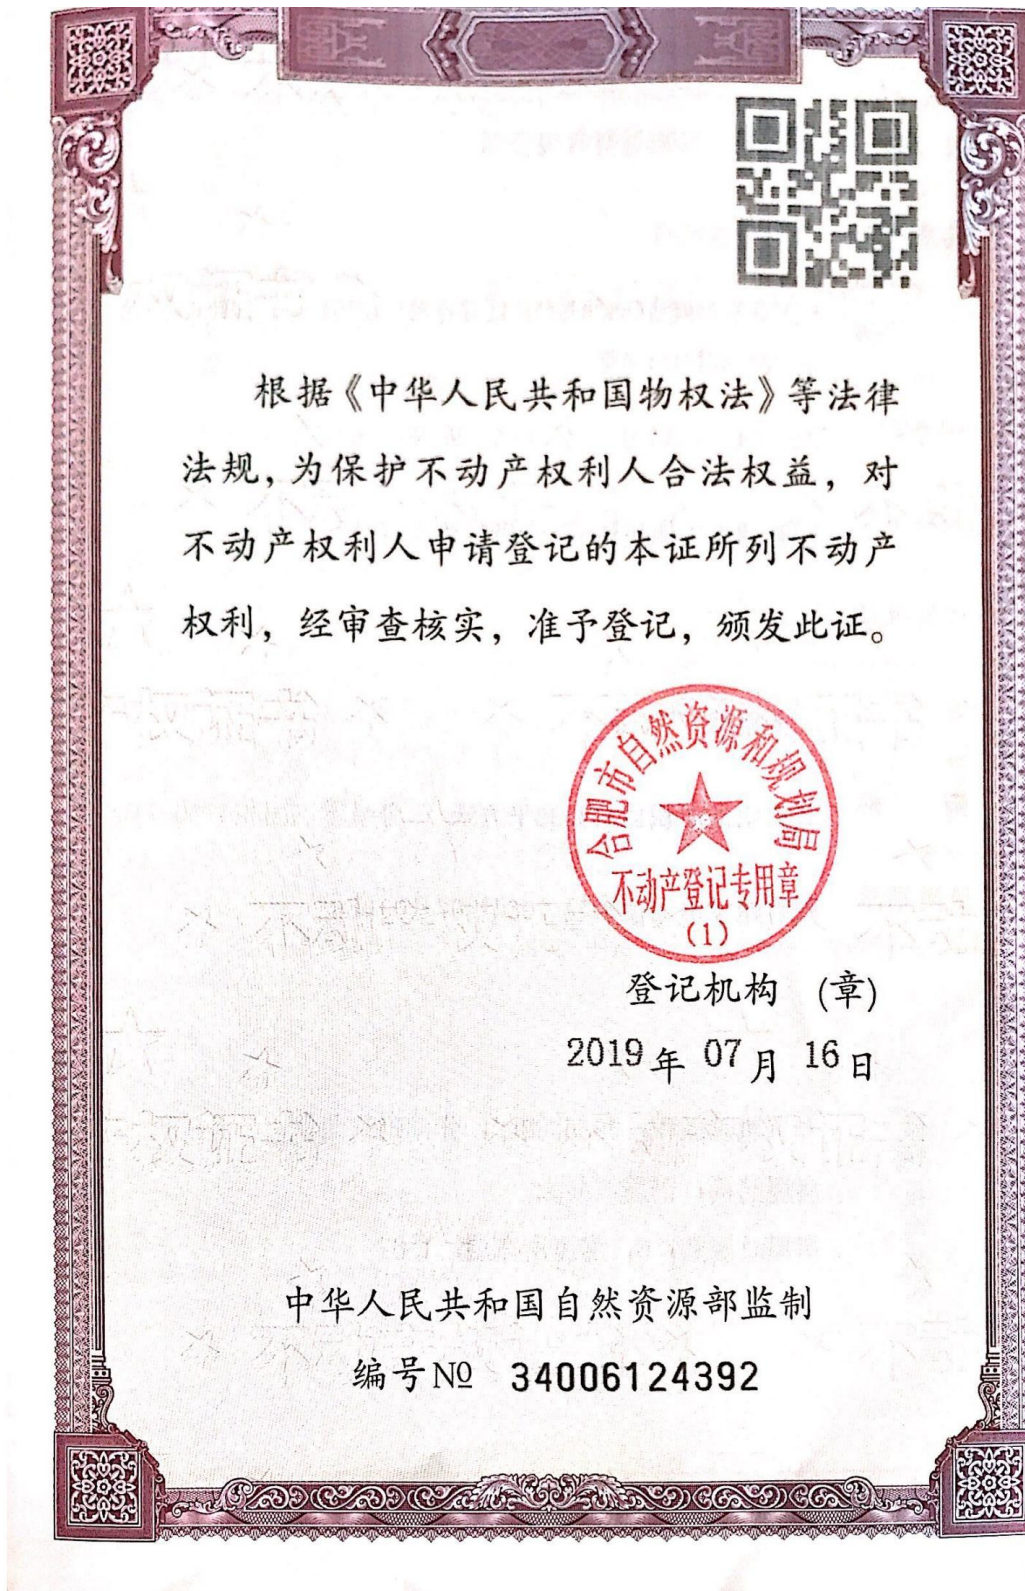 根据《中华人民共和国物权法》等法律
法规，为保护不动产权利人合法权益，对
不动产权利人申请登记的本证所列不动产
权利，经审查核实，准予登记，颁发此证。
合肥市自然资源和规划局
不动产登记专用章
(1)
登记机构 (章)
2019年 07月 16日
中华人民共和国自然资源部监制
编号№ 34006124392